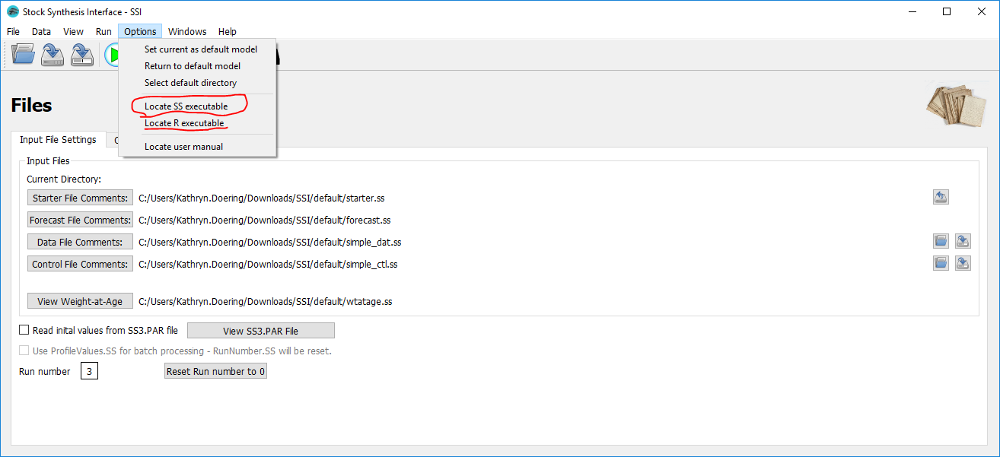 Stock Synthesis Interface - SSI
File Data View Run Options Windows Help
Set current as default model
Return to default model
Select default directory
Locate SS executable
Locate R executable
Locate user manual
Files
Input File Settings
Input Files
Current Directory:
Starter File Comments: C:/Users/Kathryn.Doering/Downloads/SSI/default/starter.ss
Forecast File Comments: C:/Users/Kathryn.Doering/Downloads/SSI/default/forecast.ss
Data File Comments: C:/Users/Kathryn.Doering/Downloads/SSI/default/simple_dat.ss
Control File Comments: C:/Users/Kathryn.Doering/Downloads/SSI/default/simple_ctl.ss
View Weight-at-Age C:/Users/Kathryn.Doering/Downloads/SSI/default/wtatage.ss
Read inital values from SS3.PAR file View SS3.PAR File
Use ProfileValues.SS for batch processing - RunNumber.SS will be reset.
Run number 3 Reset Run number to 0